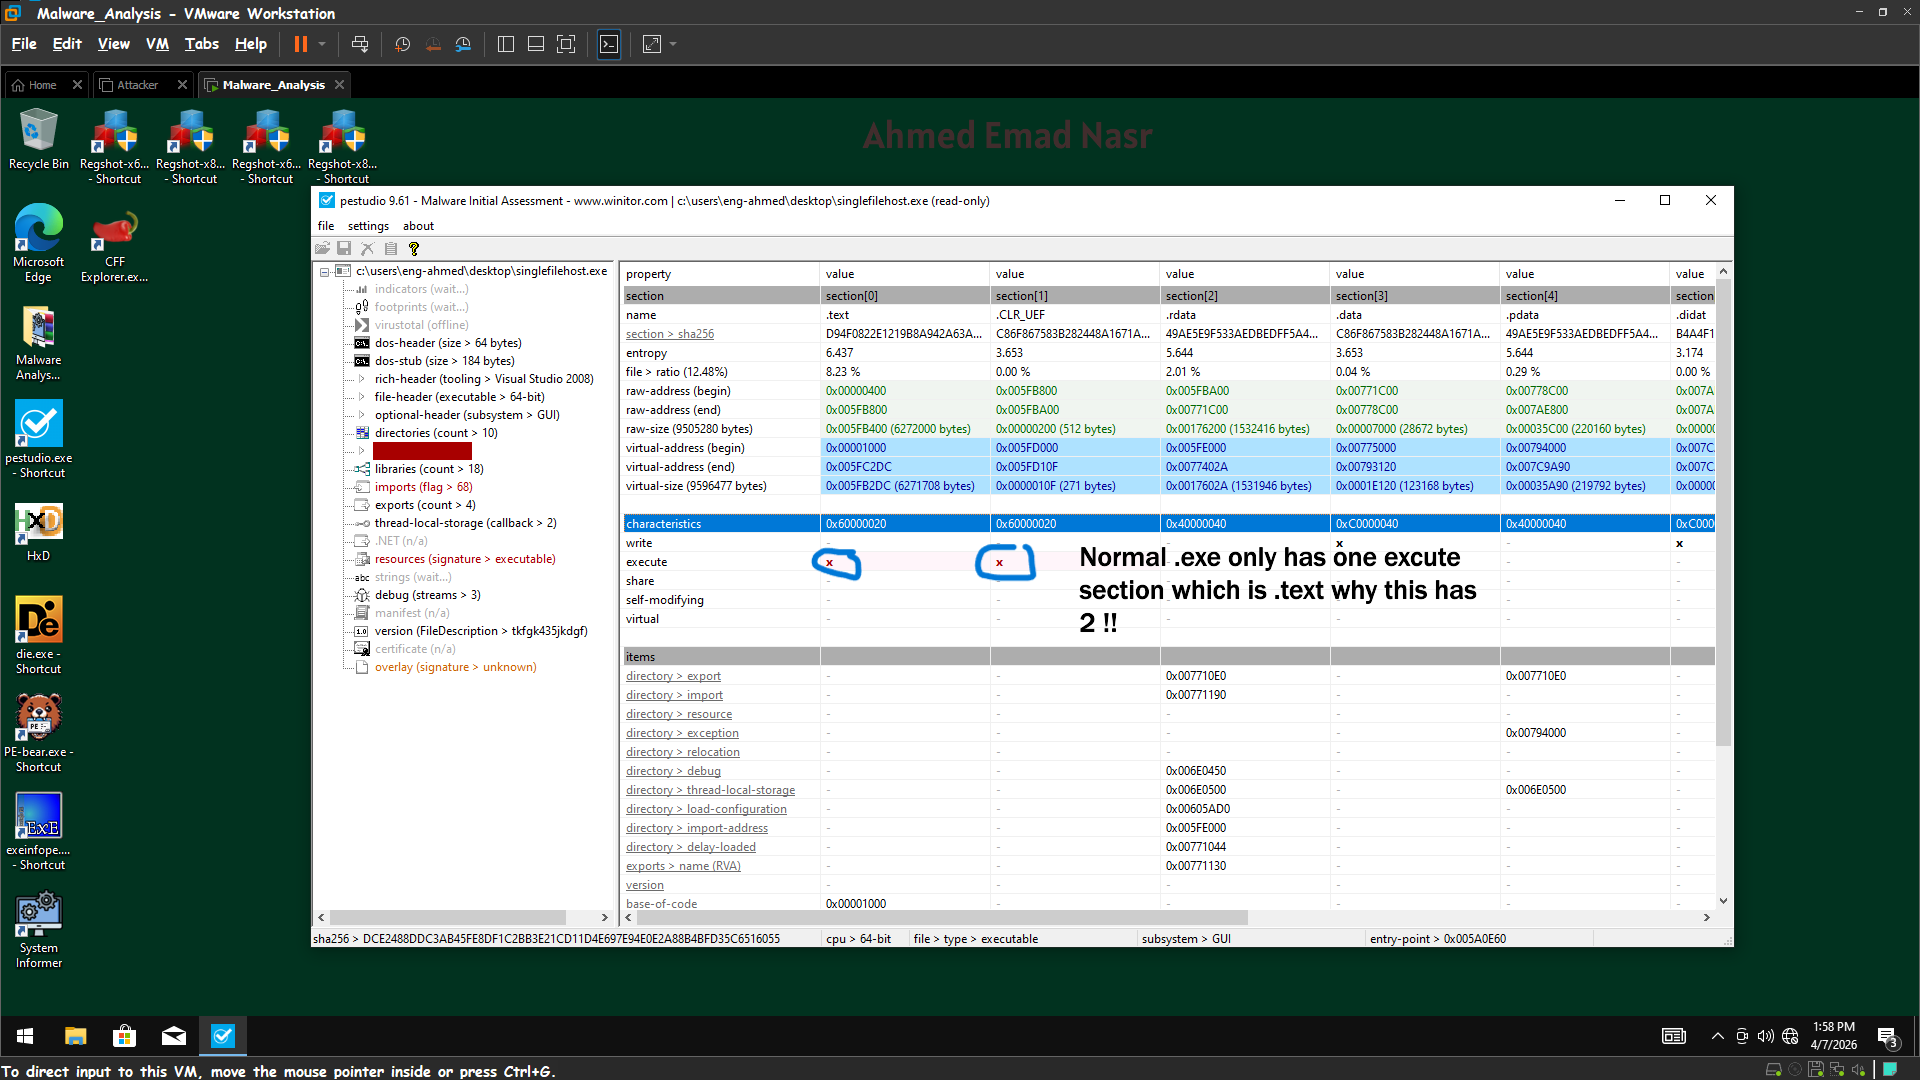 Malware_Analysis - VMware Workstation
File Edit View VM Tabs Help
Home Attacker Malware_Analysis
Ahmed Emad Nasr
Recycle Bin
Regshot-x6... - Shortcut
Regshot-x8... - Shortcut
Regshot-x6... - Shortcut
Regshot-x8... - Shortcut
Microsoft Edge
CFF Explorer.ex...
Malware Analys...
pestudio.exe - Shortcut
HxD
die.exe - Shortcut
PE-bear.exe - Shortcut
exeinfope.... - Shortcut
System Informer
pestudio 9.61 - Malware Initial Assessment - www.winitor.com | c:\users\eng-ahmed\desktop\singlefilehost.exe (read-only)
file settings about
c:\users\eng-ahmed\desktop\singlefilehost.exe
indicators (wait...)
footprints (wait...)
virustotal (offline)
dos-header (size > 64 bytes)
dos-stub (size > 184 bytes)
rich-header (tooling > Visual Studio 2008)
file-header (executable > 64-bit)
optional-header (subsystem > GUI)
directories (count > 10)
libraries (count > 18)
imports (flag > 68)
exports (count > 4)
thread-local-storage (callback > 2)
.NET (n/a)
resources (signature > executable)
abc strings (wait...)
debug (streams > 3)
manifest (n/a)
1.0 version (FileDescription > tkfgk435jkdgf)
certificate (n/a)
overlay (signature > unknown)
property value value value value value value
section section[0] section[1] section[2] section[3] section[4] section
name .text .CLR_UEF .rdata .data .pdata .didat
section > sha256 D94F0822E1219B8A942A63A... C86F867583B282448A1671A... 49AE5E9F533AEDBEDFF5A4... C86F867583B282448A1671A... 49AE5E9F533AEDBEDFF5A4... B4A4F1
entropy 6.437 3.653 5.644 3.653 5.644 3.174
file > ratio (12.48%) 8.23 % 0.00 % 2.01 % 0.04 % 0.29 % 0.00 %
raw-address (begin) 0x00000400 0x005FB800 0x005FBA00 0x00771C00 0x00778C00 0x007A
raw-address (end) 0x005FB800 0x005FBA00 0x00771C00 0x00778C00 0x007AE800 0x007A
raw-size (9505280 bytes) 0x005FB400 (6272000 bytes) 0x00000200 (512 bytes) 0x00176200 (1532416 bytes) 0x00007000 (28672 bytes) 0x00035C00 (220160 bytes) 0x0000
virtual-address (begin) 0x00001000 0x005FD000 0x005FE000 0x00775000 0x00794000 0x007C
virtual-address (end) 0x005FC2DC 0x005FD10F 0x0077402A 0x00793120 0x007C9A90 0x007C
virtual-size (9596477 bytes) 0x005FB2DC (6271708 bytes) 0x0000010F (271 bytes) 0x0017602A (1531946 bytes) 0x0001E120 (123168 bytes) 0x00035A90 (219792 bytes) 0x0000
characteristics 0x60000020 0x60000020 0x40000040 0xC0000040 0x40000040 0xC000
write - - - x - x
execute x x - - - -
share - - - - - -
self-modifying - - - - - -
virtual - - - - - -
Normal .exe only has one excute
section which is .text why this has
2 !!
items
directory > export - - 0x007710E0 - 0x007710E0 -
directory > import - - 0x00771190 - - -
directory > resource - - - - - -
directory > exception - - - - 0x00794000 -
directory > relocation - - - - - -
directory > debug - - 0x006E0450 - - -
directory > thread-local-storage - - 0x006E0500 - 0x006E0500 -
directory > load-configuration - - 0x00605AD0 - - -
directory > import-address - - 0x005FE000 - - -
directory > delay-loaded - - 0x00771044 - - -
exports > name (RVA) - - 0x00771130 - - -
version - - - - - -
base-of-code 0x00001000 - - - - -
sha256 > DCE2488DDC3AB45FE8DF1C2BB3E21CD11D4E697E94E0E2A88B4BFD35C6516055 cpu > 64-bit file > type > executable subsystem > GUI entry-point > 0x005A0E60
1:58 PM
4/7/2026
3
To direct input to this VM, move the mouse pointer inside or press Ctrl+G.